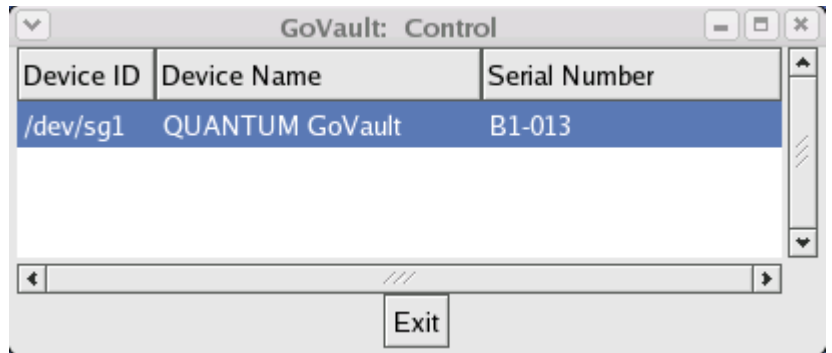 GoVault: Control
Device ID Device Name Serial Number
/dev/sg1 QUANTUM GoVault B1-013
Exit